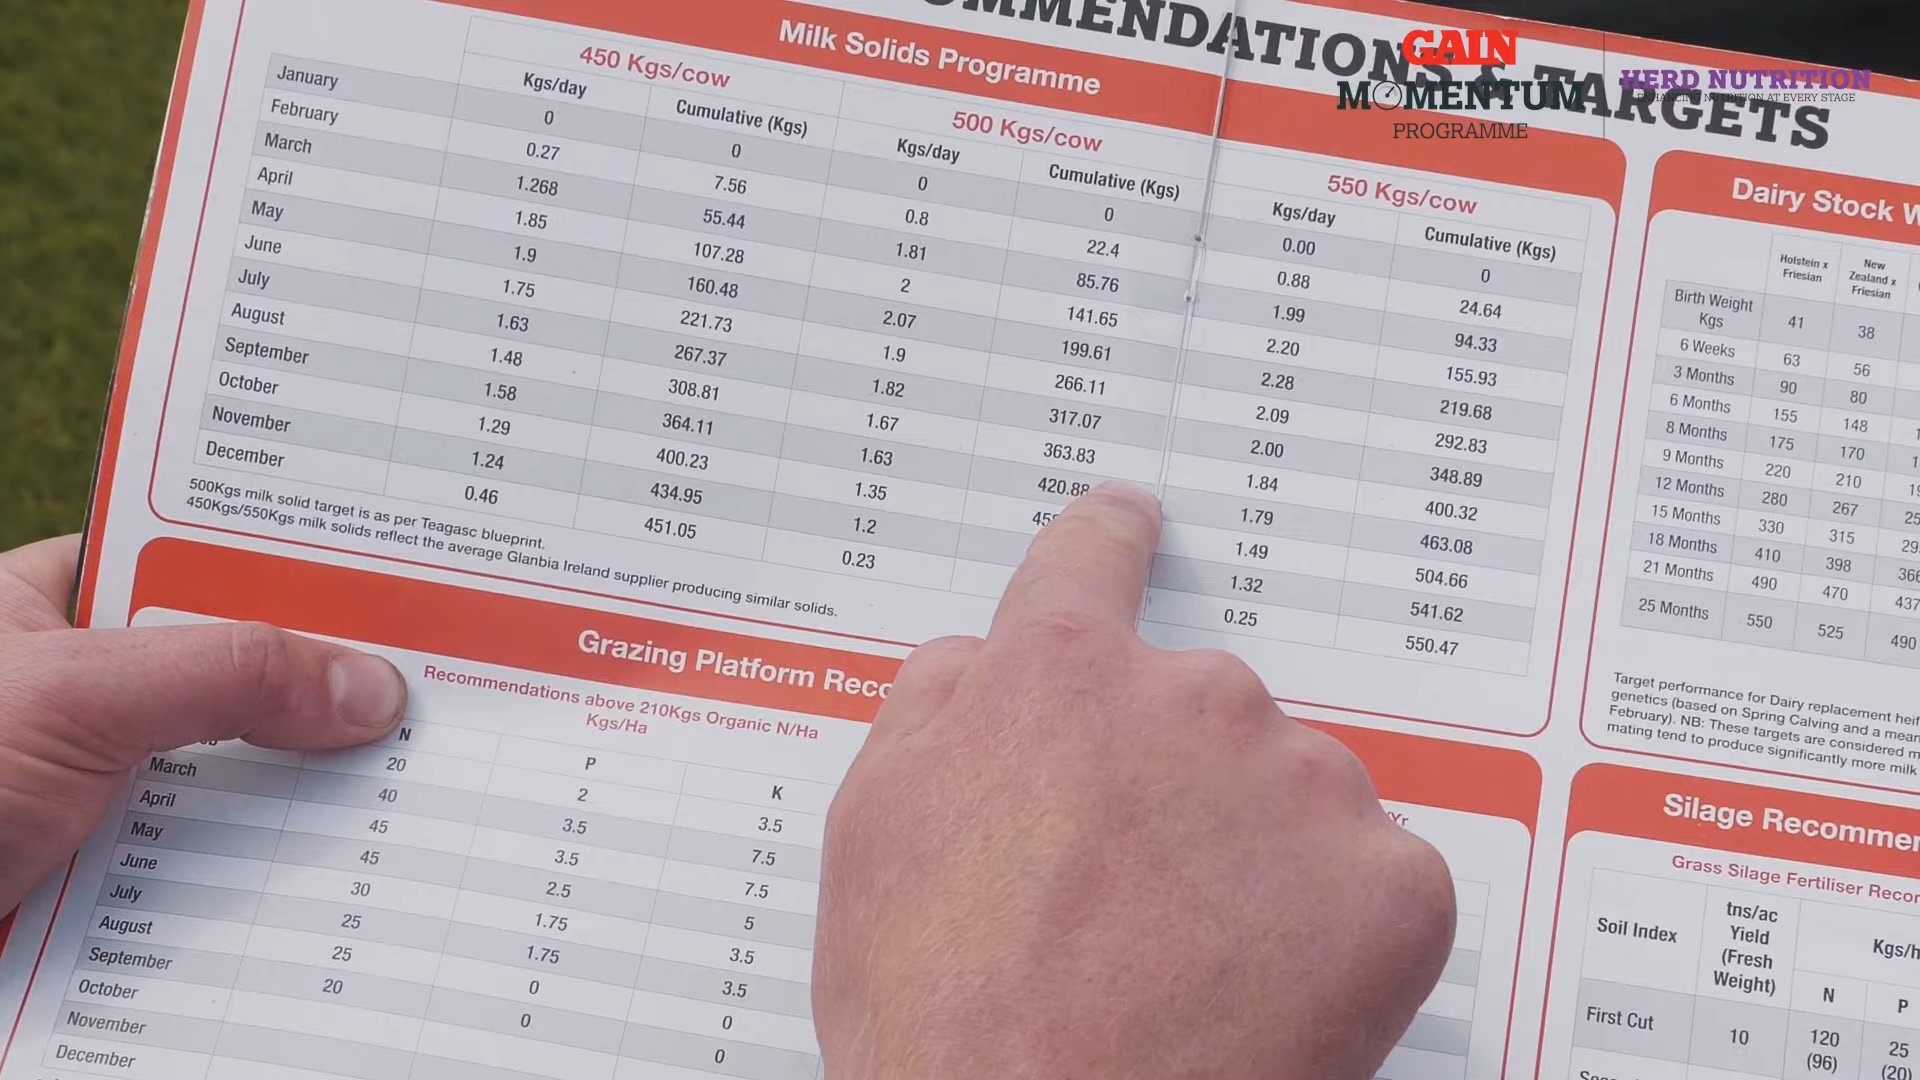 OMMENDATIONS & TARGETS
GAIN
MOMENTUM
PROGRAMME
HERD NUTRITION
ENHANCING NUTRITION AT EVERY STAGE
Milk Solids Programme
450 Kgs/cow 500 Kgs/cow 550 Kgs/cow
Kgs/day Cumulative (Kgs) Kgs/day Cumulative (Kgs) Kgs/day Cumulative (Kgs)
January 0 0 0 0 0.00 0
February 0.27 7.56 0.8 22.4 0.88 24.64
March 1.268 55.44 1.81 85.76 1.99 94.33
April 1.85 107.28 2 141.65 2.20 155.93
May 1.9 160.48 2.07 199.61 2.28 219.68
June 1.75 221.73 1.9 266.11 2.09 292.83
July 1.63 267.37 1.82 317.07 2.00 348.89
August 1.48 308.81 1.67 363.83 1.84 400.32
September 1.58 364.11 1.63 420.88 1.79 463.08
October 1.29 400.23 1.35 45 1.49 504.66
November 1.24 434.95 1.2 1.32 541.62
December 0.46 451.05 0.23 0.25 550.47
500Kgs milk solid target is as per Teagasc blueprint.
450Kgs/550Kgs milk solids reflect the average Glanbia Ireland supplier producing similar solids.
Dairy Stock W
Holstein x Friesian New Zealand x Friesian
Birth Weight Kgs 41 38
6 Weeks 63 56
3 Months 90 80
6 Months 155 148
8 Months 175 170
9 Months 220 210
12 Months 280 267
15 Months 330 315
18 Months 410 398
21 Months 490 470 437
25 Months 550 525 490
Target performance for Dairy replacement heif
genetics (based on Spring Calving and a mean
February). NB: These targets are considered m
mating tend to produce significantly more milk
Grazing Platform Reco
Recommendations above 210Kgs Organic N/Ha
Kgs/Ha
/Yr
N P K
20 2 3.5
March 40 3.5 7.5
April 45 3.5 7.5
May 45 2.5 5
June 30 1.75 3.5
July 25 1.75 3.5
August 25 0 0
September 20 0 0
October
November
December
Silage Recommen
Grass Silage Fertiliser Recor
Soil Index tns/ac Yield (Fresh Weight) Kgs/h
N P
First Cut 10 120 (96) 25 (20)